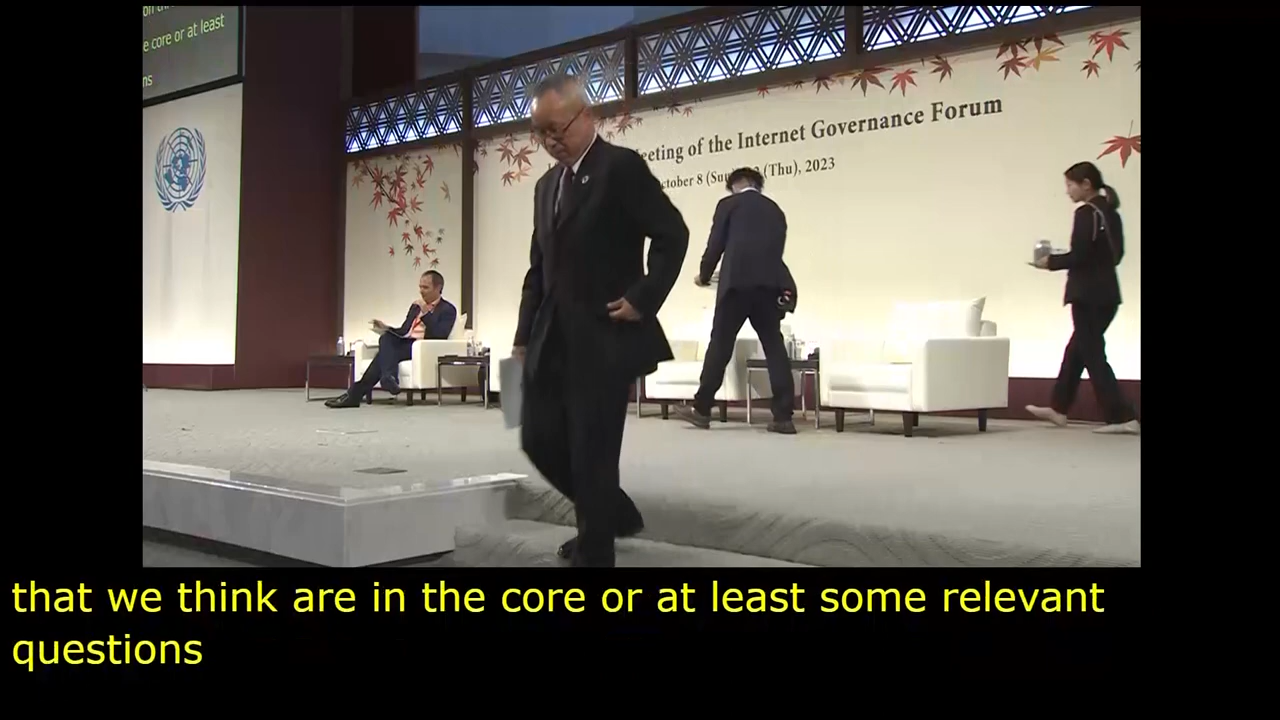 e core or at least
ns
eeting of the Internet Governance Forum
ctober 8 (Su (Thu), 2023
that we think are in the core or at least some relevant
questions